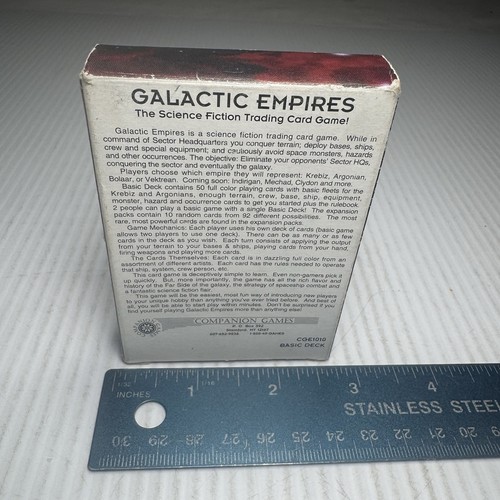 GALACTIC EMPIRES
The Science Fiction Trading Card Game!
Galactic Empires is a science fiction trading card game. While in
command of Sector Headquarters you conquer terrain; deploy bases, ships,
crew and special equipment; and cautiously avoid space monsters, hazards
and other occurrences. The objective: Eliminate your opponents' Sector HQs,
conquering the sector and eventually the galaxy.
Players choose which empire they will represent: Krebiz, Argonian,
Bolaar, or Vektrean. Coming soon: Indirigan, Mechad, Clydon and more.
Basic Deck contains 50 full color playing cards with basic fleets for the
Krebiz and Argonians, enough terrain, crew, base, ship, equipment,
monster, hazard and occurence cards to get you started plus the rulebook.
2 people can play a basic game with a single Basic Deck! The expansion
packs contain 10 random cards from 92 different possibilities. The most
rare, most powerful cards are found in the expansion packs.
Game Mechanics: Each player uses his own deck of cards (basic game
allows two players to use one deck). There can be as many or as few
cards in the deck as you wish. Each turn consists of applying the output
from your terrain to your bases & ships, playing cards from your hand,
firing weapons and playing more cards.
The Cards Themselves: Each card is in dazzling full color from an
assortment of different artists. Each card has the rules needed to operate
that ship, system, crew person, etc.
This card game is deceptively simple to learn. Even non-gamers pick it
up quickly. But, more importantly, the game has all the rich flavor and
history of the Far Side of the galaxy, the strategy of spaceship combat and
a fantastic science fiction flair.
This game will be the easiest, most fun way of introducing new players
to your unique hobby than anything you've ever tried before. And best of
all, you will be able to start play within minutes. Don't be surprised if you
find yourself playing Galactic Empires more than anything else!
COMPANION GAMES
P. O. Box 392
CGE1010
BASIC DECK
1/32 1/16
INCHES 1 2 3 4
STAINLESS STEEL
30 29 28 27 26 25 24 23 22 21 20 19